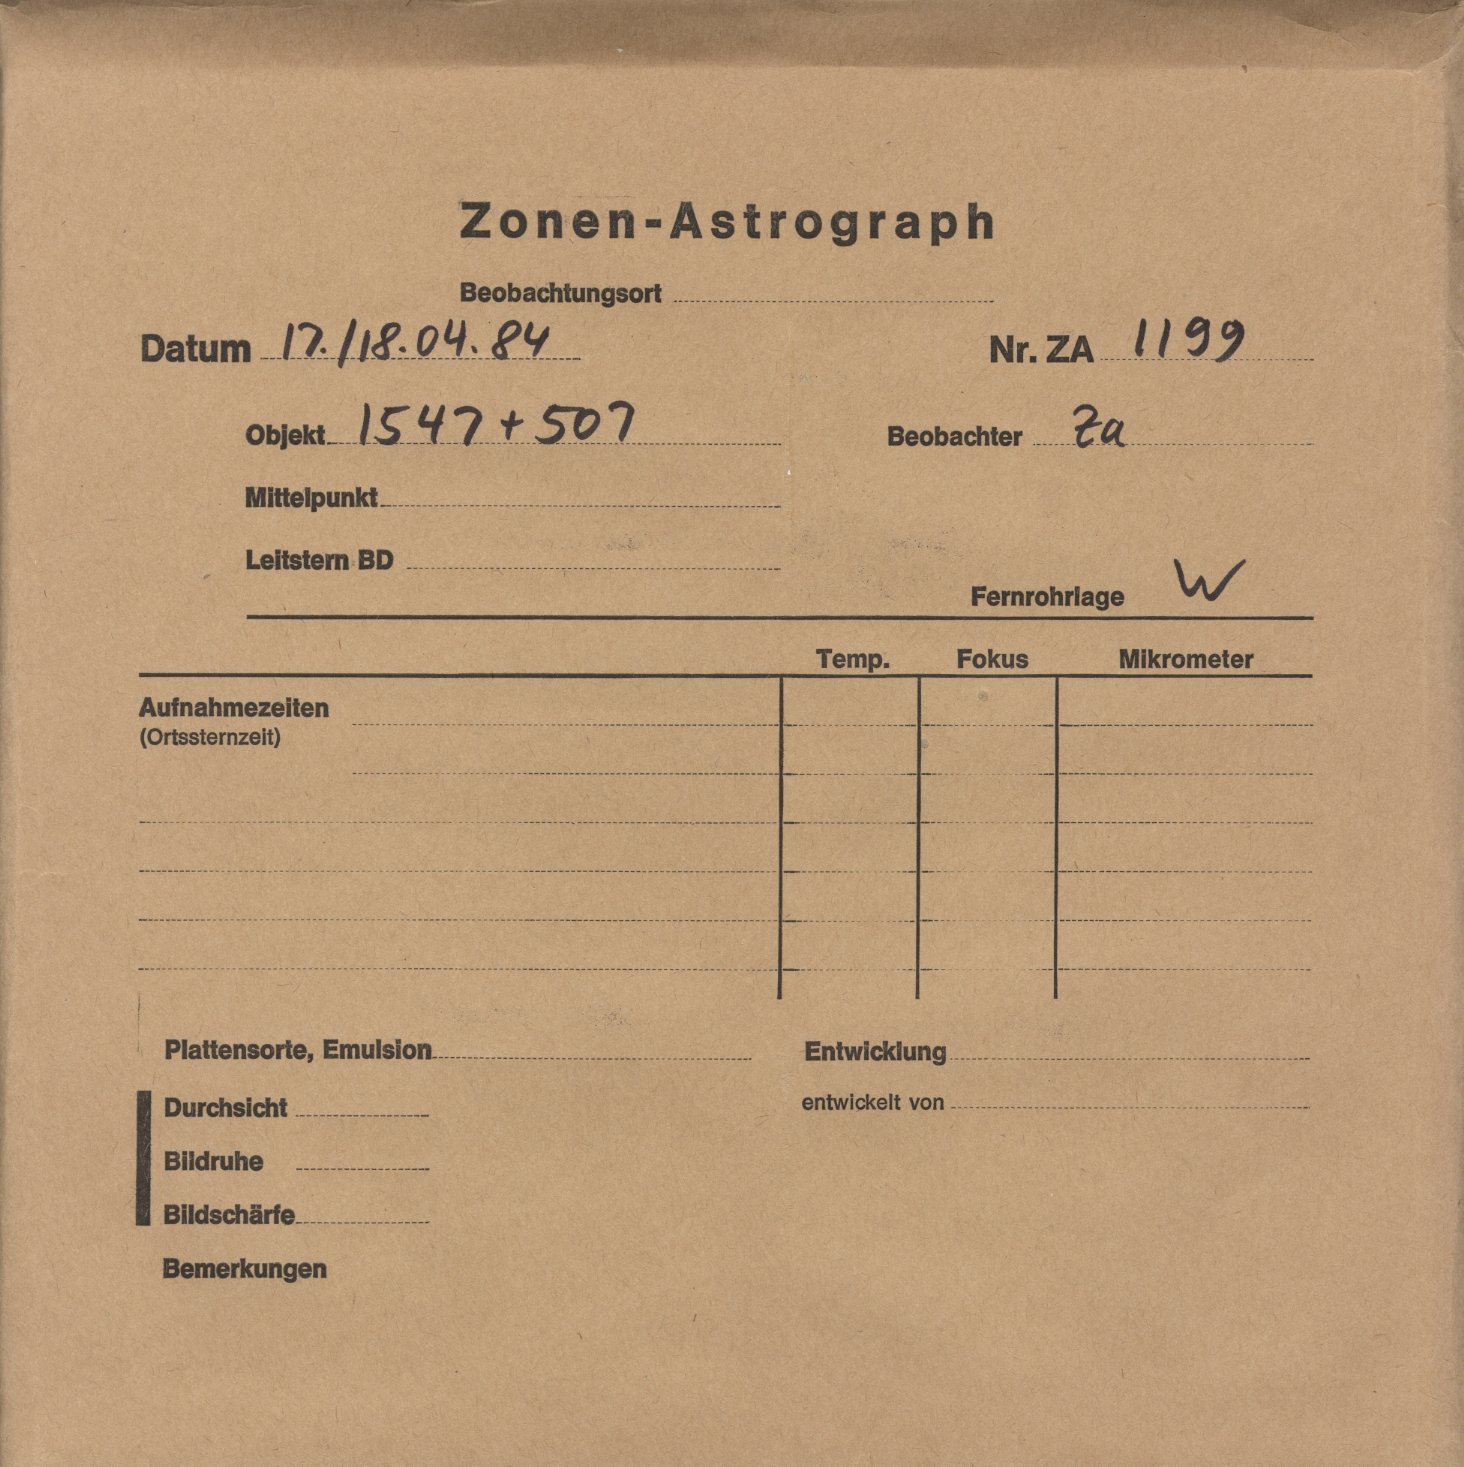 Zonen-Astrograph
Beobachtungsort
Datum 17./18.04.84 Nr. ZA 1199
Objekt 1547+507 Beobachter Za
Mittelpunkt
Leitstern BD
Fernrohrlage W
Temp. Fokus Mikrometer
Aufnahmezeiten
(Ortssternzeit)
Plattensorte, Emulsion Entwicklung
Durchsicht entwickelt von
Bildruhe
Bildschärfe
Bemerkungen